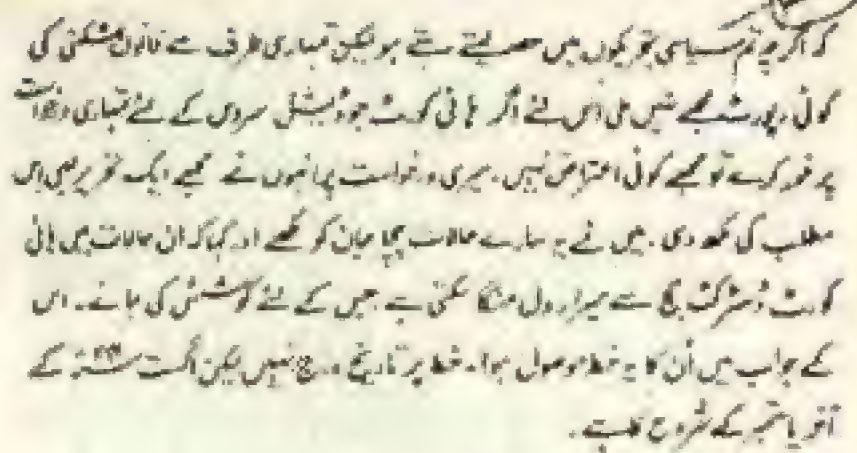 کہ اگرچہ تم سیاسی تحریکوں میں حصہ لیتے رہتے ہو لیکن تمہاری طرف سے قانون شکنی کی
کوئی رپورٹ مجھے نہیں ملی اس لئے اگر ہائی کورٹ جوڈیشل سروس کے لئے تمہاری درخواست
پر غور کرے تو مجھے کوئی اعتراض نہیں۔ میری درخواست پر انہوں نے مجھے ایک تحریر بھی اس
مطلب کی لکھ دی۔ میں نے یہ سارے حالات چچا جان کو لکھے اور کہا کہ ان حالات میں ہائی
کورٹ ڈسٹرکٹ جج سے میرا رول منگا سکتی ہے جس کے لئے کوشش کی جائے۔ اس
کے جواب میں اُن کا یہ خط موصول ہوا۔ خط پر تاریخ درج نہیں لیکن اگست کے
آخر یا ستمبر کے شروع کا ہے۔